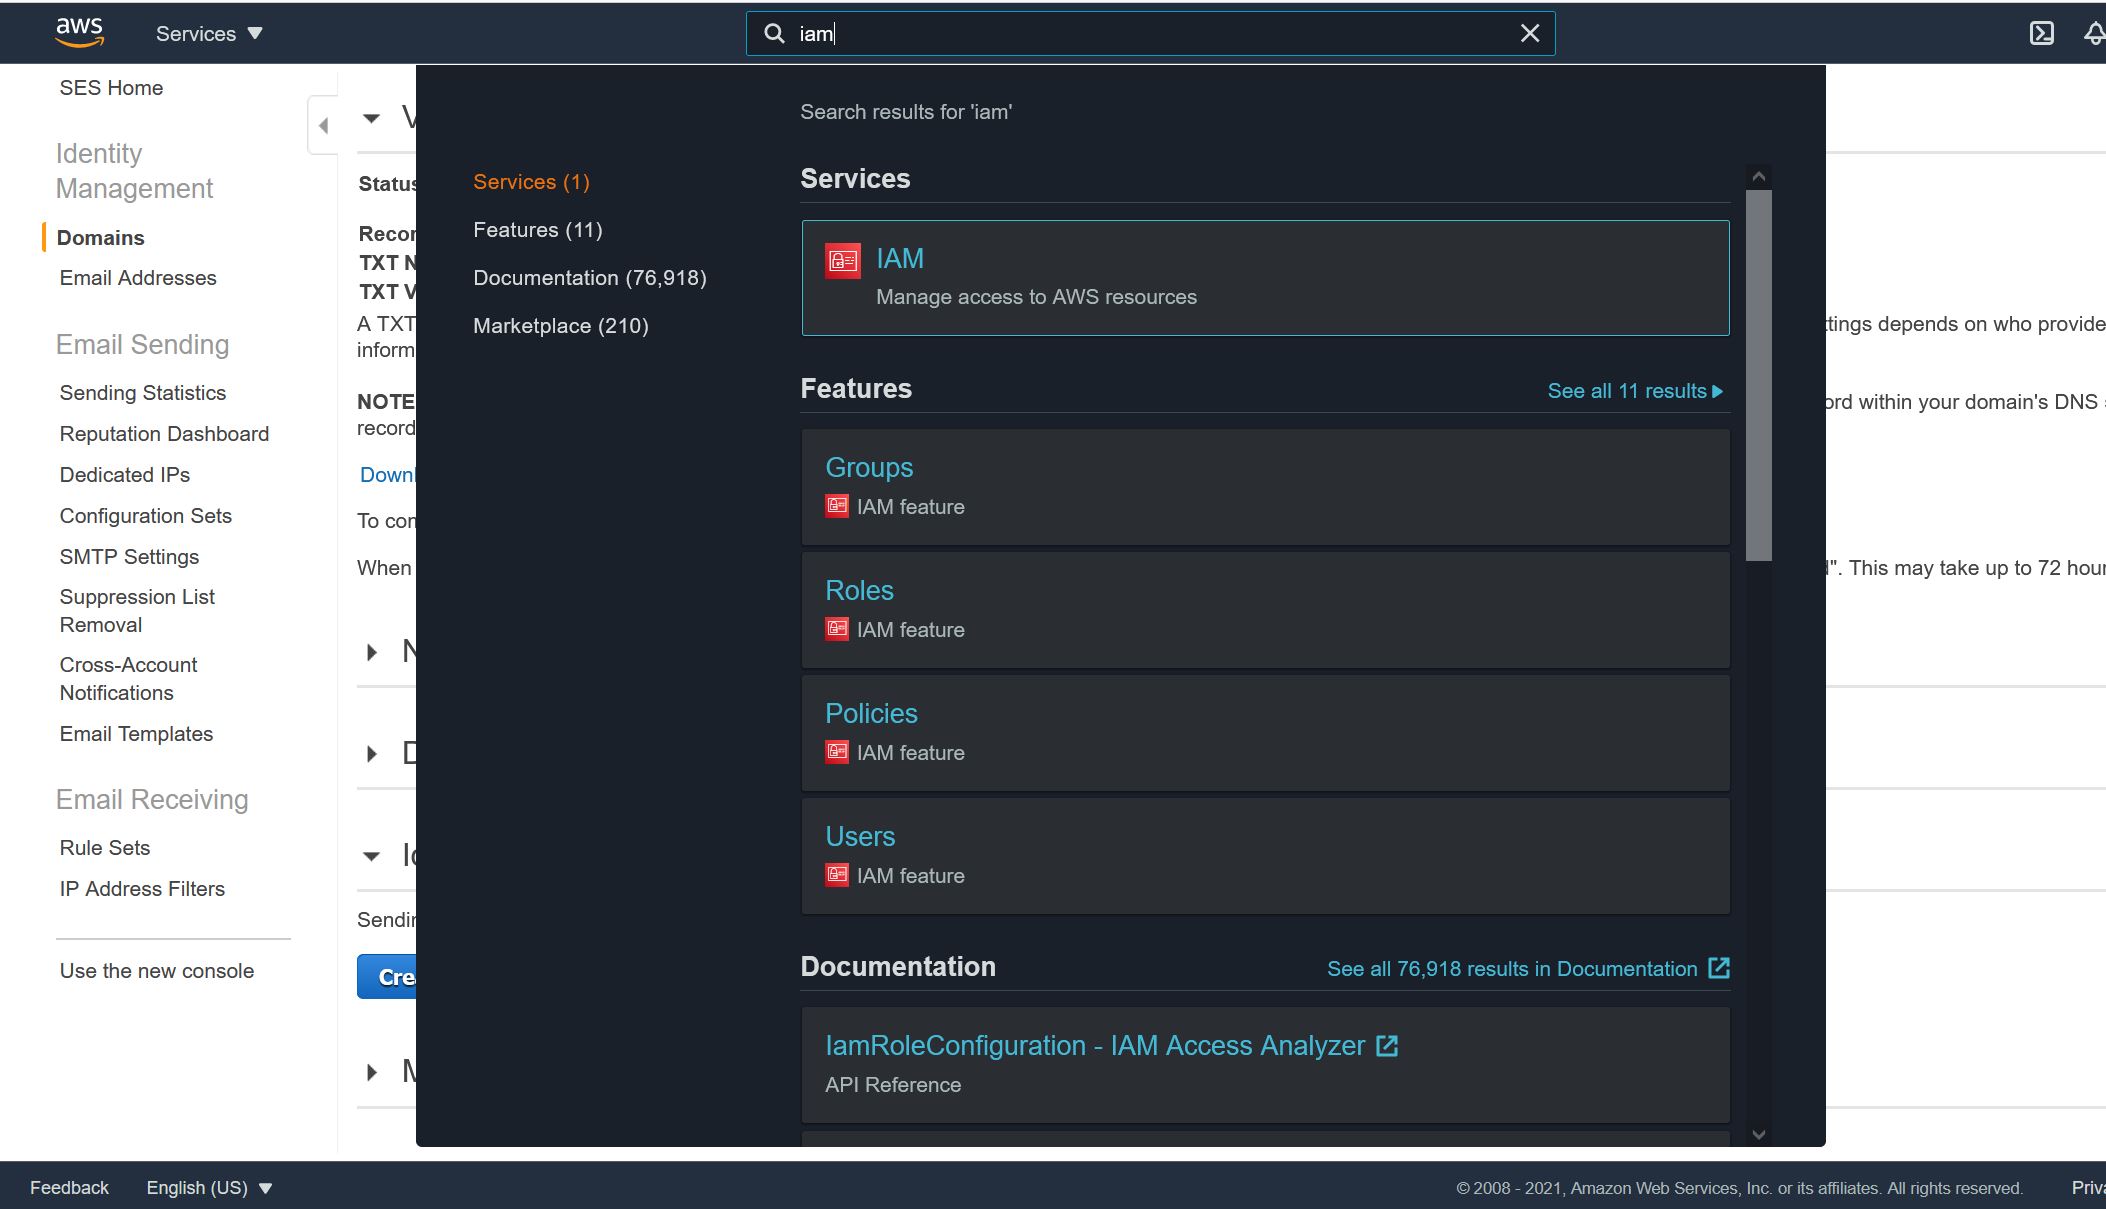 aws
Services
iam
SES Home
Identity
Management
Domains
Email Addresses
Email Sending
Sending Statistics
Reputation Dashboard
Dedicated IPs
Configuration Sets
SMTP Settings
Suppression List
Removal
Cross-Account
Notifications
Email Templates
Email Receiving
Rule Sets
IP Address Filters
Use the new console
Status
Recor
TXT N
TXT V
A TXT
inform
NOTE
record
Downl
To con
When
N
D
Id
Sendin
Cre
M
Search results for 'iam'
Services (1)
Features (11)
Documentation (76,918)
Marketplace (210)
Services
IAM
Manage access to AWS resources
Features
See all 11 results
Groups
IAM feature
Roles
IAM feature
Policies
IAM feature
Users
IAM feature
Documentation
See all 76,918 results in Documentation
IamRoleConfiguration - IAM Access Analyzer
API Reference
ttings depends on who provide
ord within your domain's DNS
d". This may take up to 72 hour
Feedback
English (US)
© 2008 - 2021, Amazon Web Services, Inc. or its affiliates. All rights reserved.
Priva